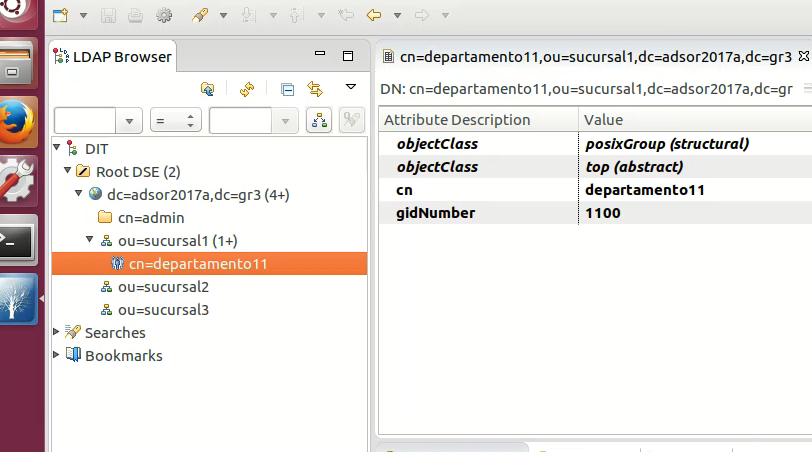 LDAP Browser
=
DIT
Root DSE (2)
dc=adsor2017a,dc=gr3 (4+)
cn=admin
ou=sucursal1 (1+)
cn=departamento11
ou=sucursal2
ou=sucursal3
Searches
Bookmarks
cn=departamento11,ou=sucursal1,dc=adsor2017a,dc=gr3
DN: cn=departamento11,ou=sucursal1,dc=adsor2017a,dc=gr
Attribute Description Value
objectClass posixGroup (structural)
objectClass top (abstract)
cn departamento11
gidNumber 1100